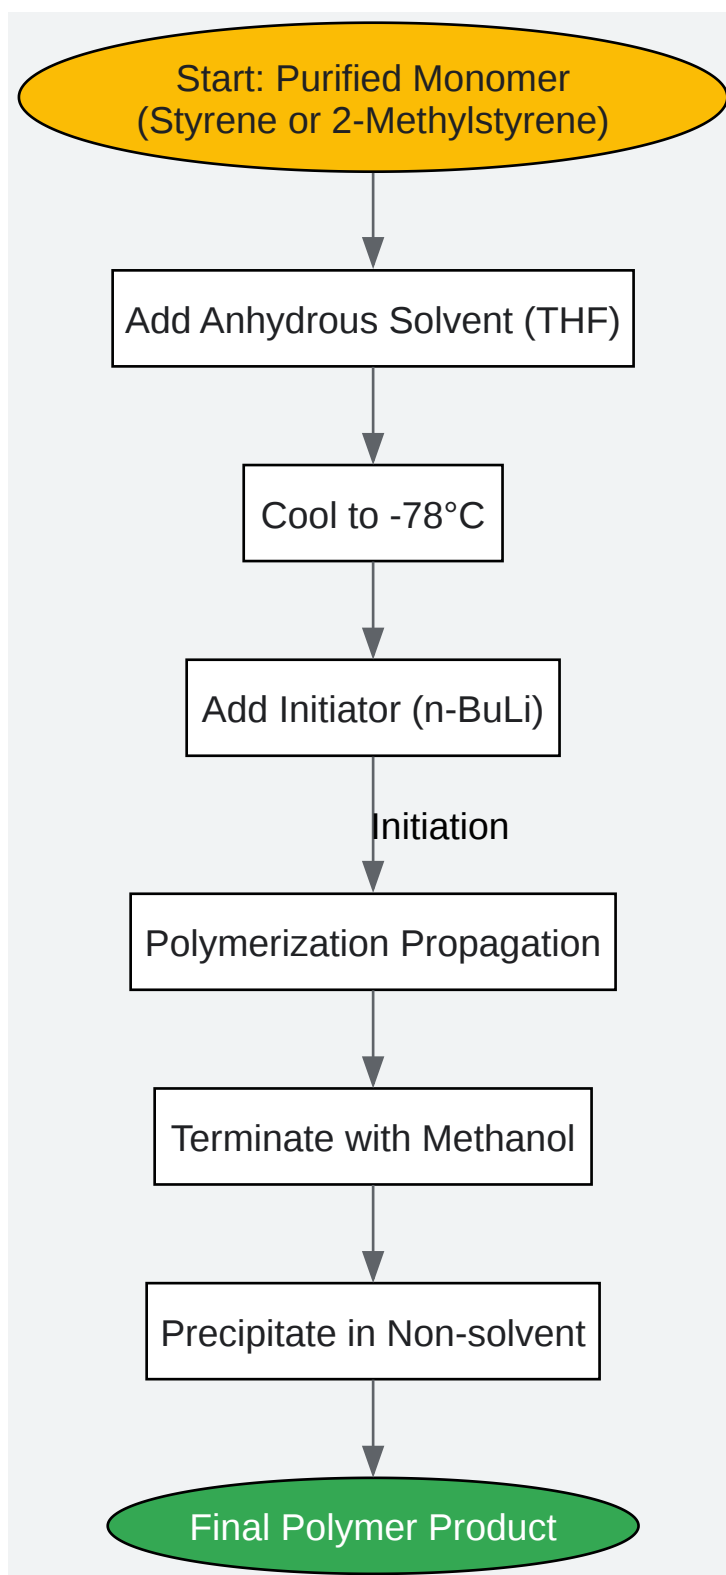 Start: Purified Monomer
(Styrene or 2-Methylstyrene)
Add Anhydrous Solvent (THF)
Cool to -78°C
Add Initiator (n-BuLi)
Initiation
Polymerization Propagation
Terminate with Methanol
Precipitate in Non-solvent
Final Polymer Product